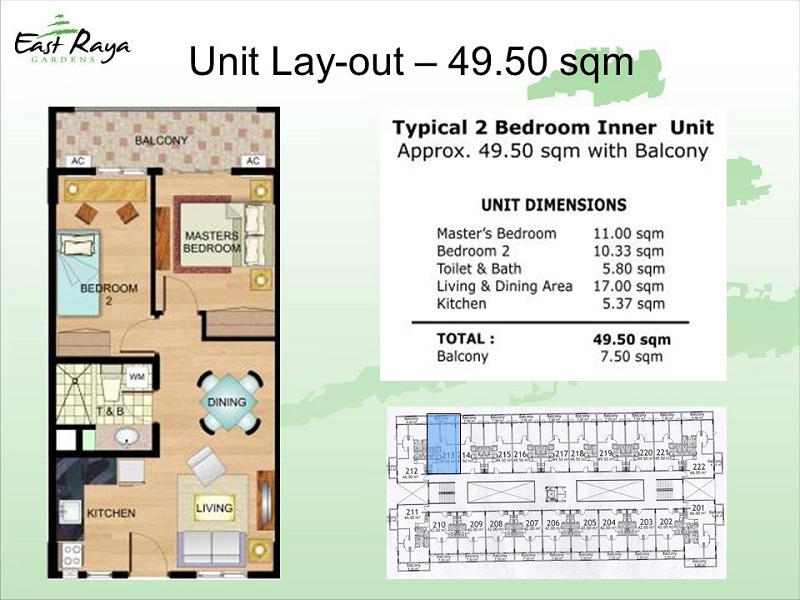 East Raya
GARDENS
Unit Lay-out – 49.50 sqm
BALCONY
AC
AC
MASTERS
BEDROOM
BEDROOM
2
WM
T & B
DINING
KITCHEN
LIVING
Typical 2 Bedroom Inner Unit
Approx. 49.50 sqm with Balcony
UNIT DIMENSIONS
Master's Bedroom 11.00 sqm
Bedroom 2 10.33 sqm
Toilet & Bath 5.80 sqm
Living & Dining Area 17.00 sqm
Kitchen 5.37 sqm
TOTAL : 49.50 sqm
Balcony 7.50 sqm
212 213 214 215 216 217 218 219 220 221 222
211 210 209 208 207 206 205 204 203 202 201